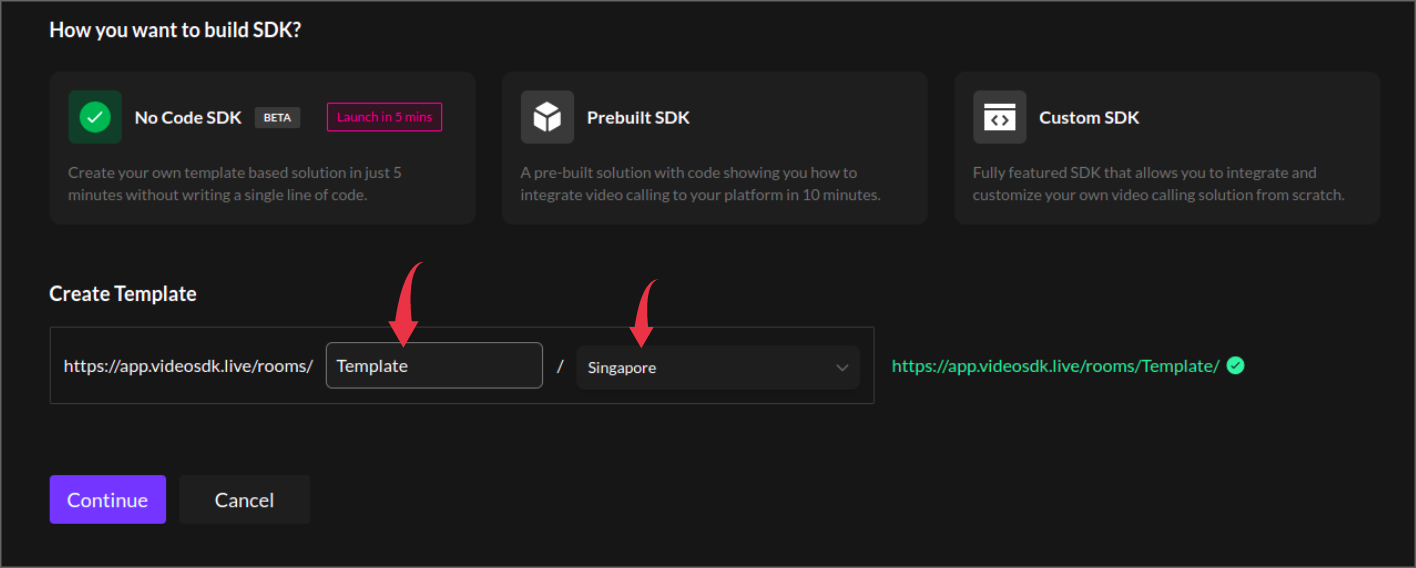 How you want to build SDK?
No Code SDK BETA Launch in 5 mins
Create your own template based solution in just 5
minutes without writing a single line of code.
Prebuilt SDK
A pre-built solution with code showing you how to
integrate video calling to your platform in 10 minutes.
Custom SDK
Fully featured SDK that allows you to integrate and
customize your own video calling solution from scratch.
Create Template
https://app.videosdk.live/rooms/ Template / Singapore https://app.videosdk.live/rooms/Template/
Continue Cancel